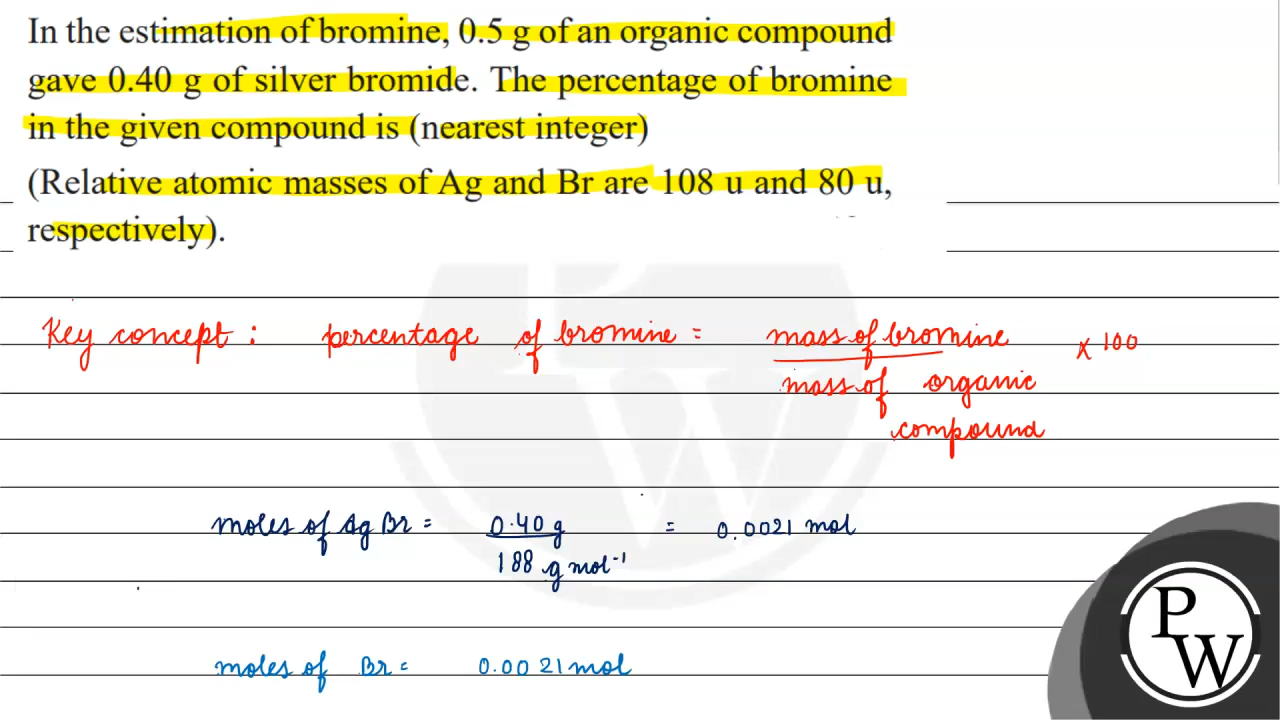 In the estimation of bromine, 0.5 g of an organic compound
gave 0.40 g of silver bromide. The percentage of bromine
in the given compound is (nearest integer)
(Relative atomic masses of Ag and Br are 108 u and 80 u,
respectively).
Key concept : percentage of bromine = mass of bromine × 100
mass of organic
compound
moles of Ag Br = 0.40 g = 0.0021 mol
188 g mol⁻¹
moles of Br = 0.0021 mol
P
W